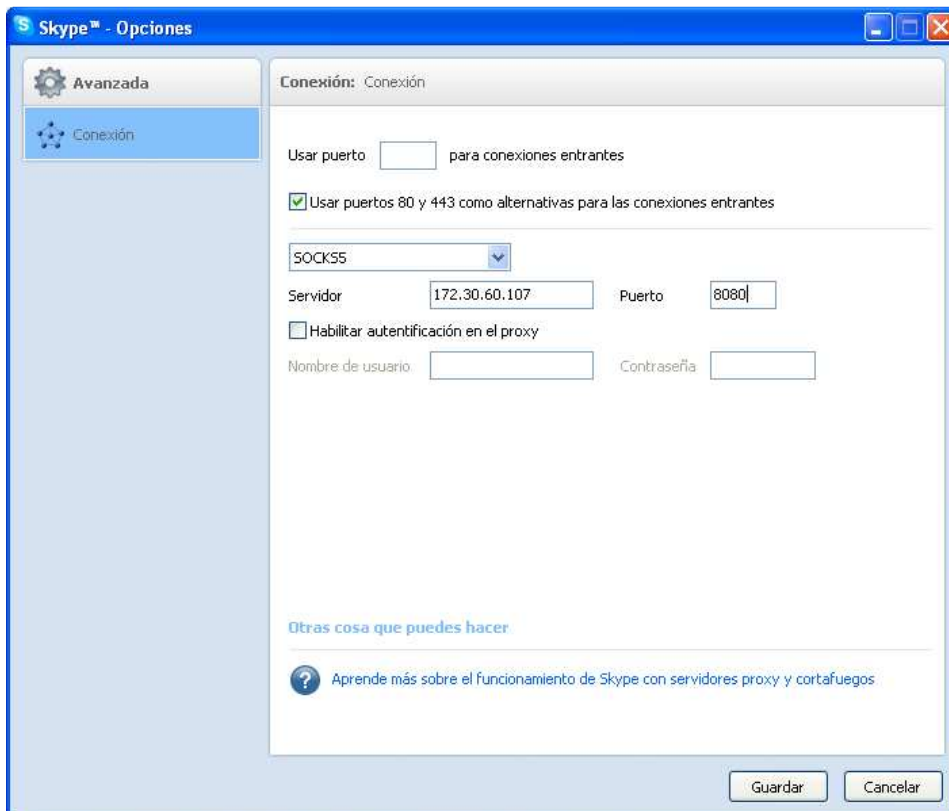 Skype™ - Opciones
Avanzada
Conexión
Conexión: Conexión
Usar puerto para conexiones entrantes
Usar puertos 80 y 443 como alternativas para las conexiones entrantes
SOCKS5
Servidor 172.30.60.107 Puerto 8080
Habilitar autentificación en el proxy
Nombre de usuario Contraseña
Otras cosa que puedes hacer
Aprende más sobre el funcionamiento de Skype con servidores proxy y cortafuegos
Guardar Cancelar